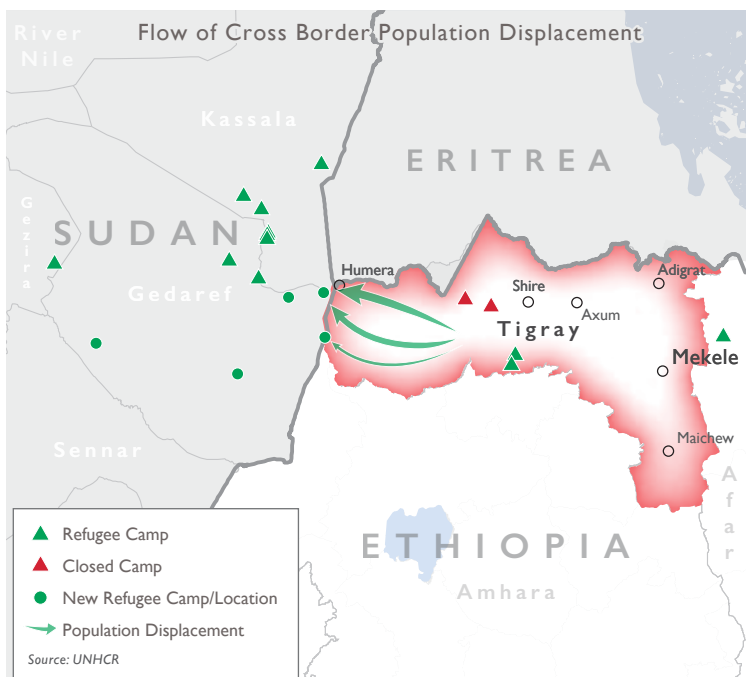 Flow of Cross Border Population Displacement
River
Nile
Kassala
ERITREA
Gezira
SUDAN
Humera
Adigrat
Gedaref
Shire
Axum
Tigray
Mekele
Maichew
Sennar
Afar
ETHIOPIA
Amhara
Refugee Camp
Closed Camp
New Refugee Camp/Location
Population Displacement
Source: UNHCR